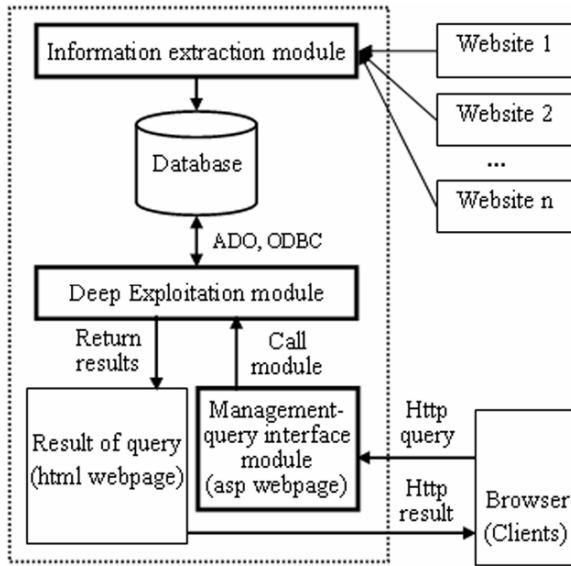 Information extraction module
Website 1
Website 2
...
Website n
Database
ADO, ODBC
Deep Exploitation module
Return
results
Call
module
Result of query
(html webpage)
Management-
query interface
module
(asp webpage)
Http
query
Http
result
Browser
(Clients)